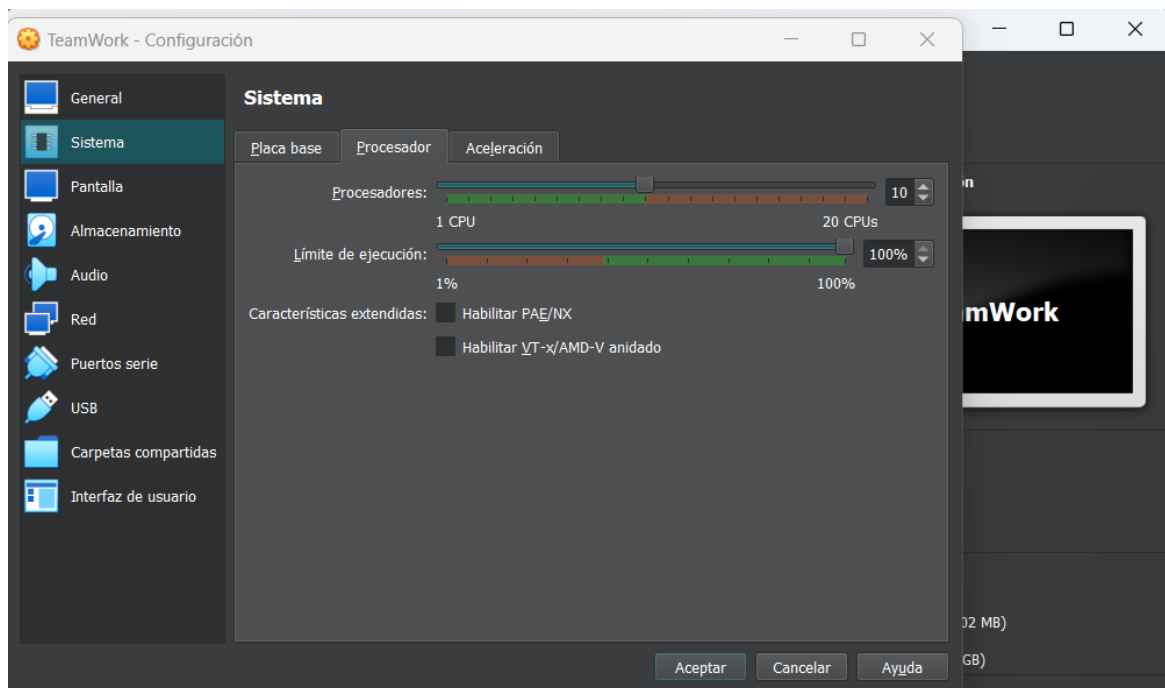 TeamWork - Configuración
General
Sistema
Pantalla
Almacenamiento
Audio
Red
Puertos serie
USB
Carpetas compartidas
Interfaz de usuario
Sistema
Placa base Procesador Aceleración
Procesadores: 10
1 CPU 20 CPUs
Límite de ejecución: 100%
1% 100%
Características extendidas: Habilitar PAE/NX
Habilitar VT-x/AMD-V anidado
Aceptar Cancelar Ayuda
ón
mWork
02 MB)
GB)